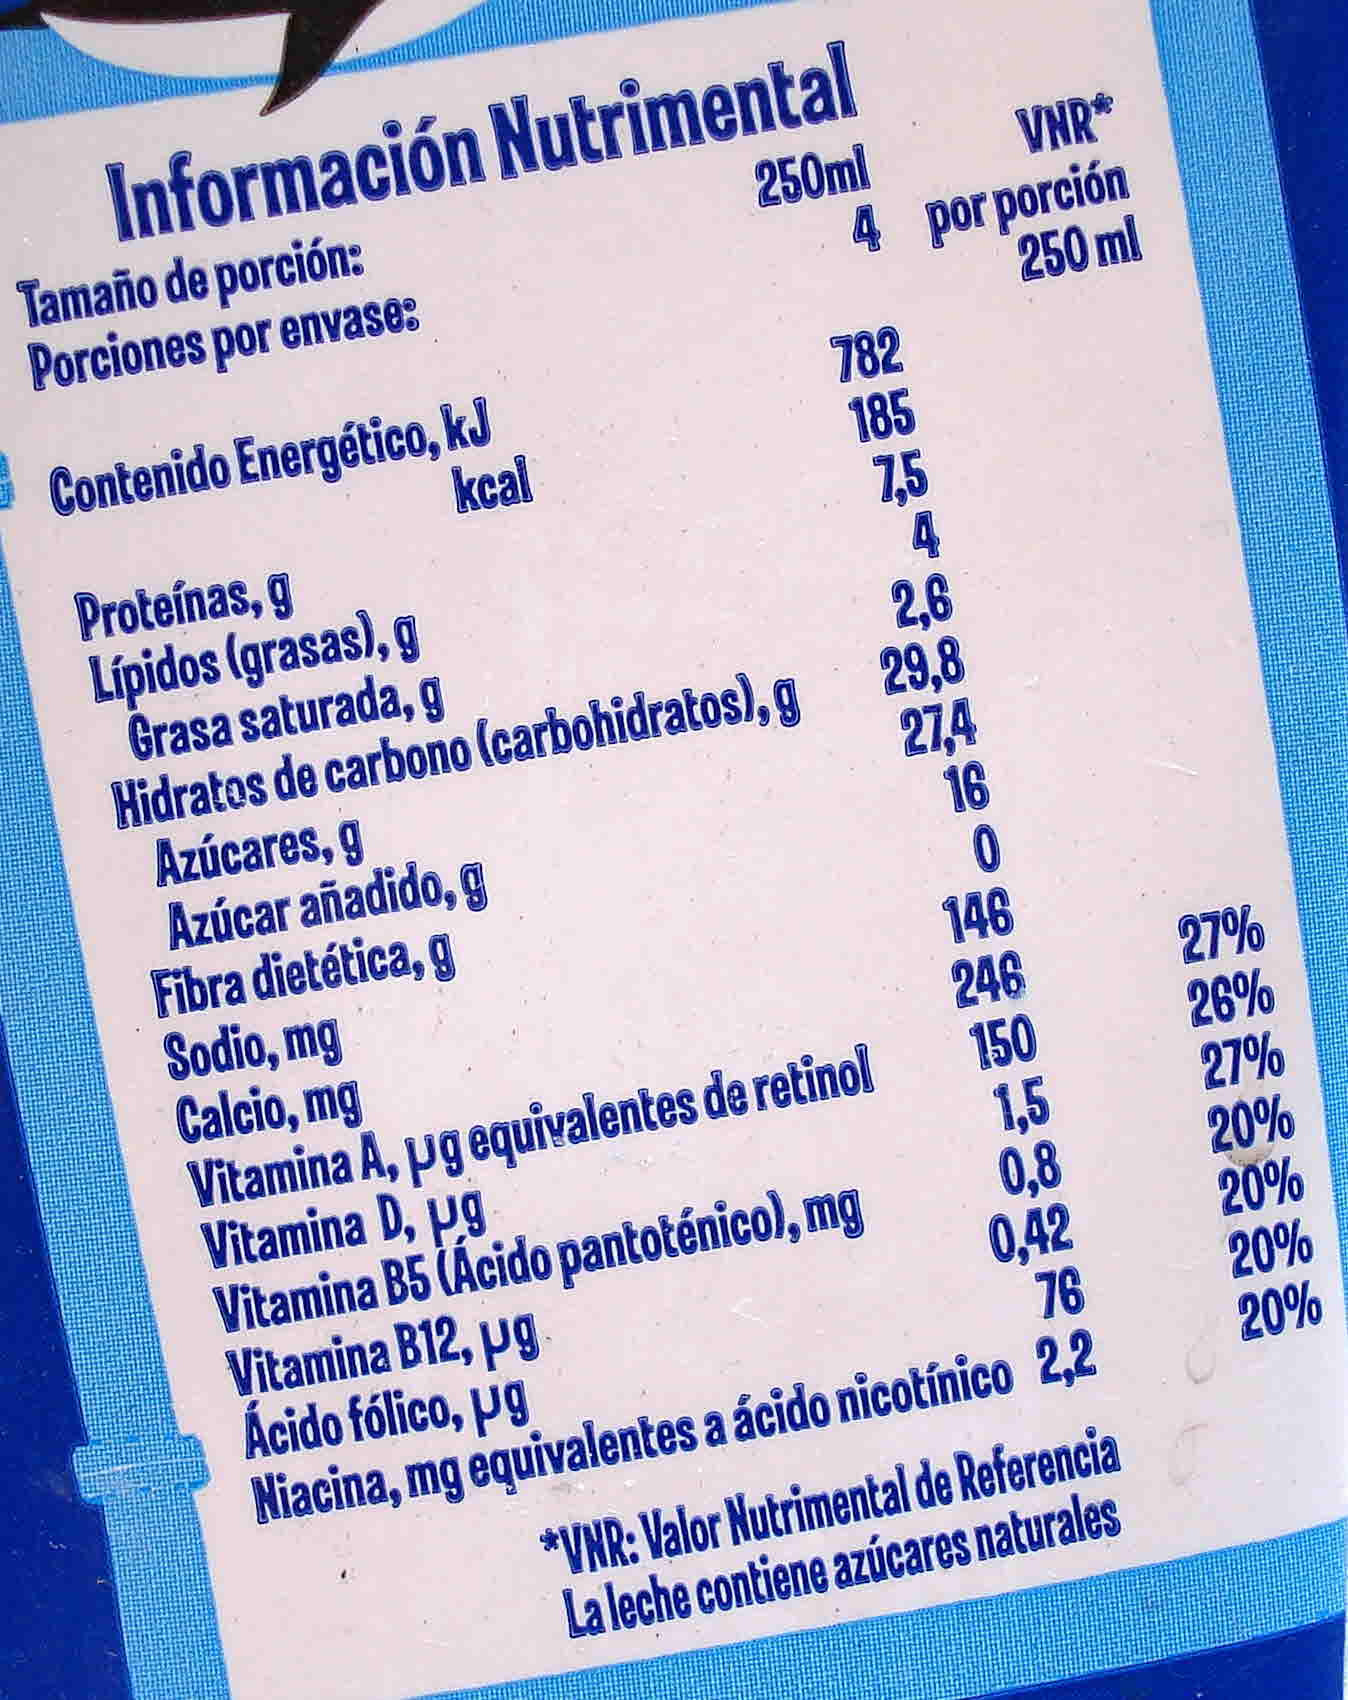 Información Nutrimental
Tamaño de porción: 250ml
Porciones por envase: 4
VNR*
por porción
250 ml
Contenido Energético, kJ 782
kcal 185
Proteínas, g 7,5
Lípidos (grasas), g 4
Grasa saturada, g 2,6
Hidratos de carbono (carbohidratos), g 29,8
Azúcares, g 27,4
Azúcar añadido, g 16
Fibra dietética, g 0
Sodio, mg 146
Calcio, mg 246 27%
Vitamina A, µg equivalentes de retinol 150 26%
Vitamina D, µg 1,5 27%
Vitamina B5 (Ácido pantoténico), mg 0,8 20%
Vitamina B12, µg 0,42 20%
Ácido fólico, µg 76 20%
Niacina, mg equivalentes a ácido nicotínico 2,2 20%
*VNR: Valor Nutrimental de Referencia
La leche contiene azúcares naturales